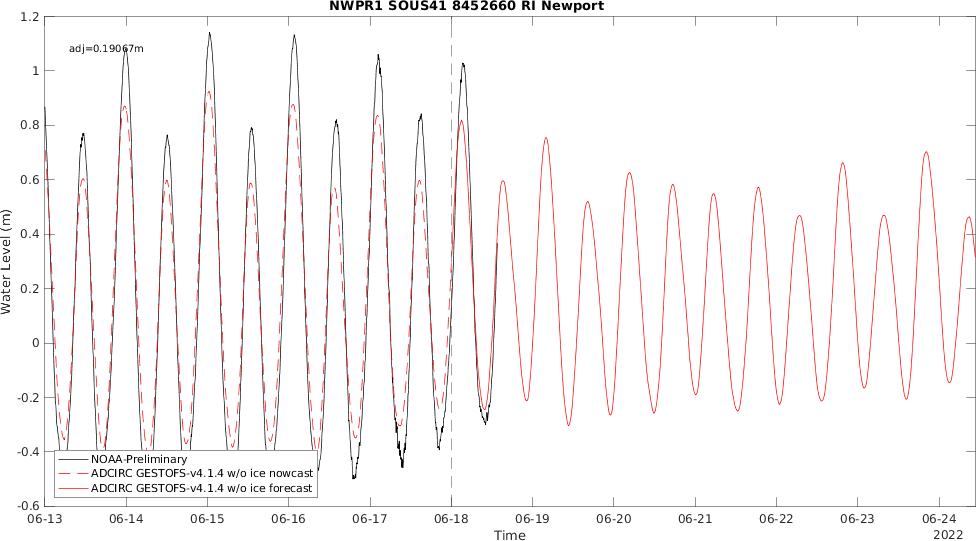 NWPR1 SOUS41 8452660 RI Newport
adj=0.19067m
1.2
1
0.8
0.6
0.4
0.2
0
-0.2
-0.4
-0.6
Water Level (m)
NOAA-Preliminary
ADCIRC GESTOFS-v4.1.4 w/o ice nowcast
ADCIRC GESTOFS-v4.1.4 w/o ice forecast
06-13 06-14 06-15 06-16 06-17 06-18 06-19 06-20 06-21 06-22 06-23 06-24
Time
2022